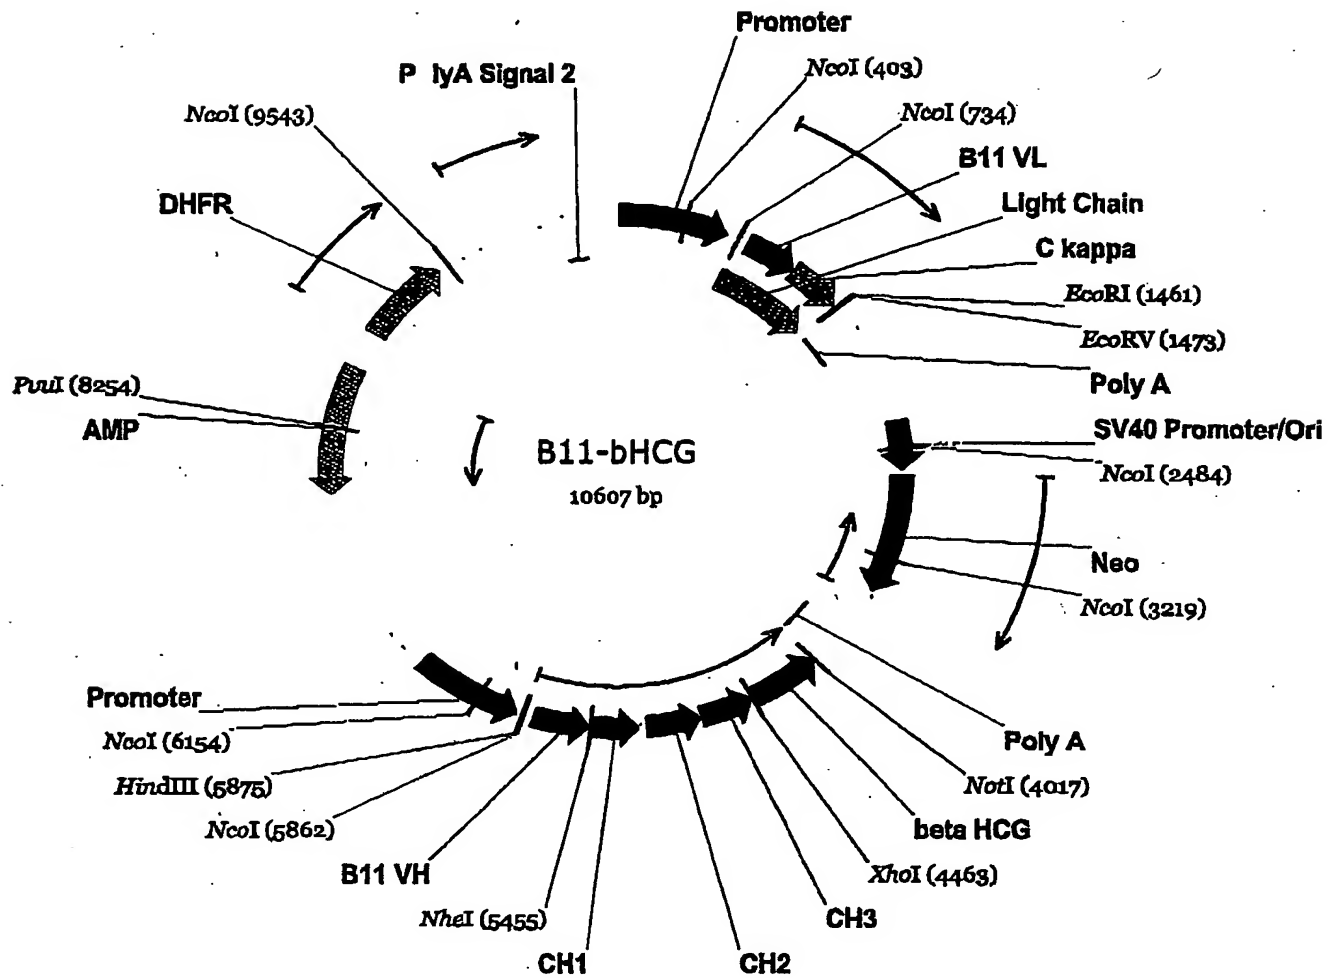 Promoter
NcoI (403)
P lyA Signal 2
NcoI (9543)
NcoI (734)
B11 VL
DHFR
Light Chain
C kappa
EcoRI (1461)
EcoRV (1473)
Poly A
PvuI (8254)
AMP
SV40 Promoter/Ori
B11-bHCG
10607 bp
NcoI (2484)
Neo
NcoI (3219)
Promoter
NcoI (6154)
Poly A
HindIII (5875)
NotI (4017)
NcoI (5862)
beta HCG
B11 VH
XhoI (4463)
NheI (5455)
CH3
CH1
CH2